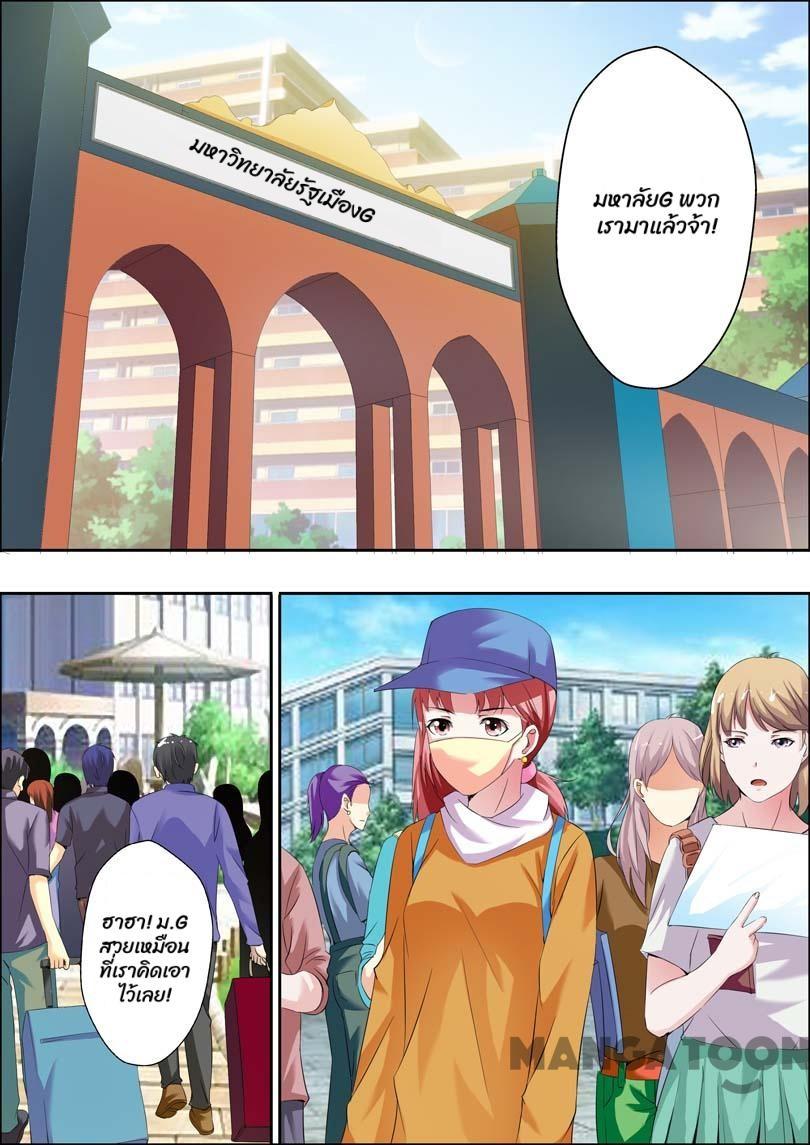 มหาวิทยาลัยรัฐเมืองG
มหาลัยG พวก
เรามาแล้วจ้า!
ฮาฮา! ม.G
สวยเหมือน
ที่เราคิดเอา
ไว้เลย!
MANGATOON